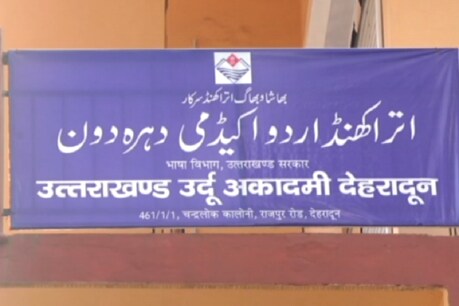 بھاشا وبھاگ اتراکھنڈ سرکار
اتراکھنڈ اردو اکیڈمی دہرہ دون
भाषा विभाग, उत्तराखण्ड सरकार
उत्तराखण्ड उर्दू अकादमी देहरादून
461/1/1, चन्द्रलोक कालोनी, राजपुर रोड, देहरादून